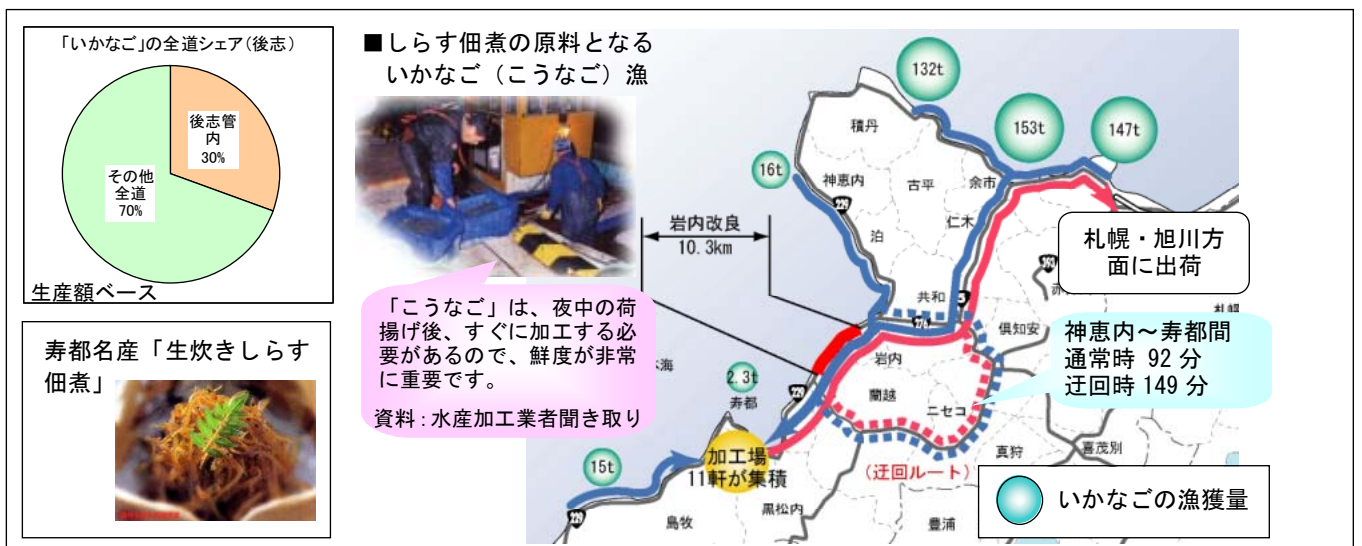 「いかなご」の全道シェア(後志)
後志管
内
30%
その他
全道
70%
生産額ベース
寿都名産「生炊きしらす
佃煮」
■しらす佃煮の原料となる
いかなご（こうなご）漁
「こうなご」は、夜中の荷
揚げ後、すぐに加工する必
要があるので、鮮度が非常
に重要です。
資料：水産加工業者聞き取り
岩内改良
10.3km
132t
153t
147t
16t
2.3t
15t
積丹
神恵内
古平
余市
仁木
泊
共和
倶知安
岩内
蘭越
ニセコ
寿都
真狩
喜茂別
島牧
黒松内
豊浦
229
276
5
393
229
229
海
札幌・旭川方
面に出荷
神恵内～寿都間
通常時 92 分
迂回時 149 分
加工場
11軒が集積
(迂回ルート)
いかなごの漁獲量